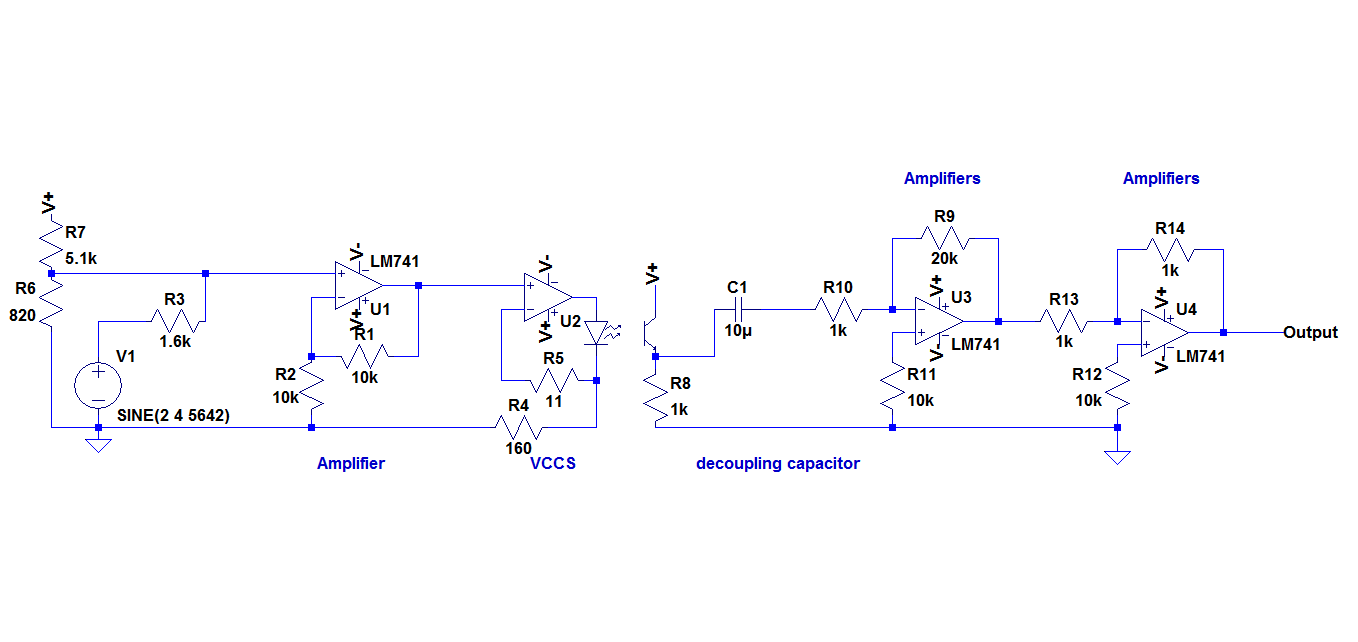 Amplifiers
Amplifiers
V+
R7
5.1k
R6
820
R3
1.6k
V1
SINE(2 4 5642)
V-
LM741
U1
V+
R1
10k
R2
10k
Amplifier
V-
U2
V+
R5
11
R4
160
VCCS
V+
R8
1k
decoupling capacitor
C1
10µ
R10
1k
R9
20k
V+
U3
LM741
V-
R11
10k
R13
1k
R14
1k
V+
U4
LM741
V-
R12
10k
Output